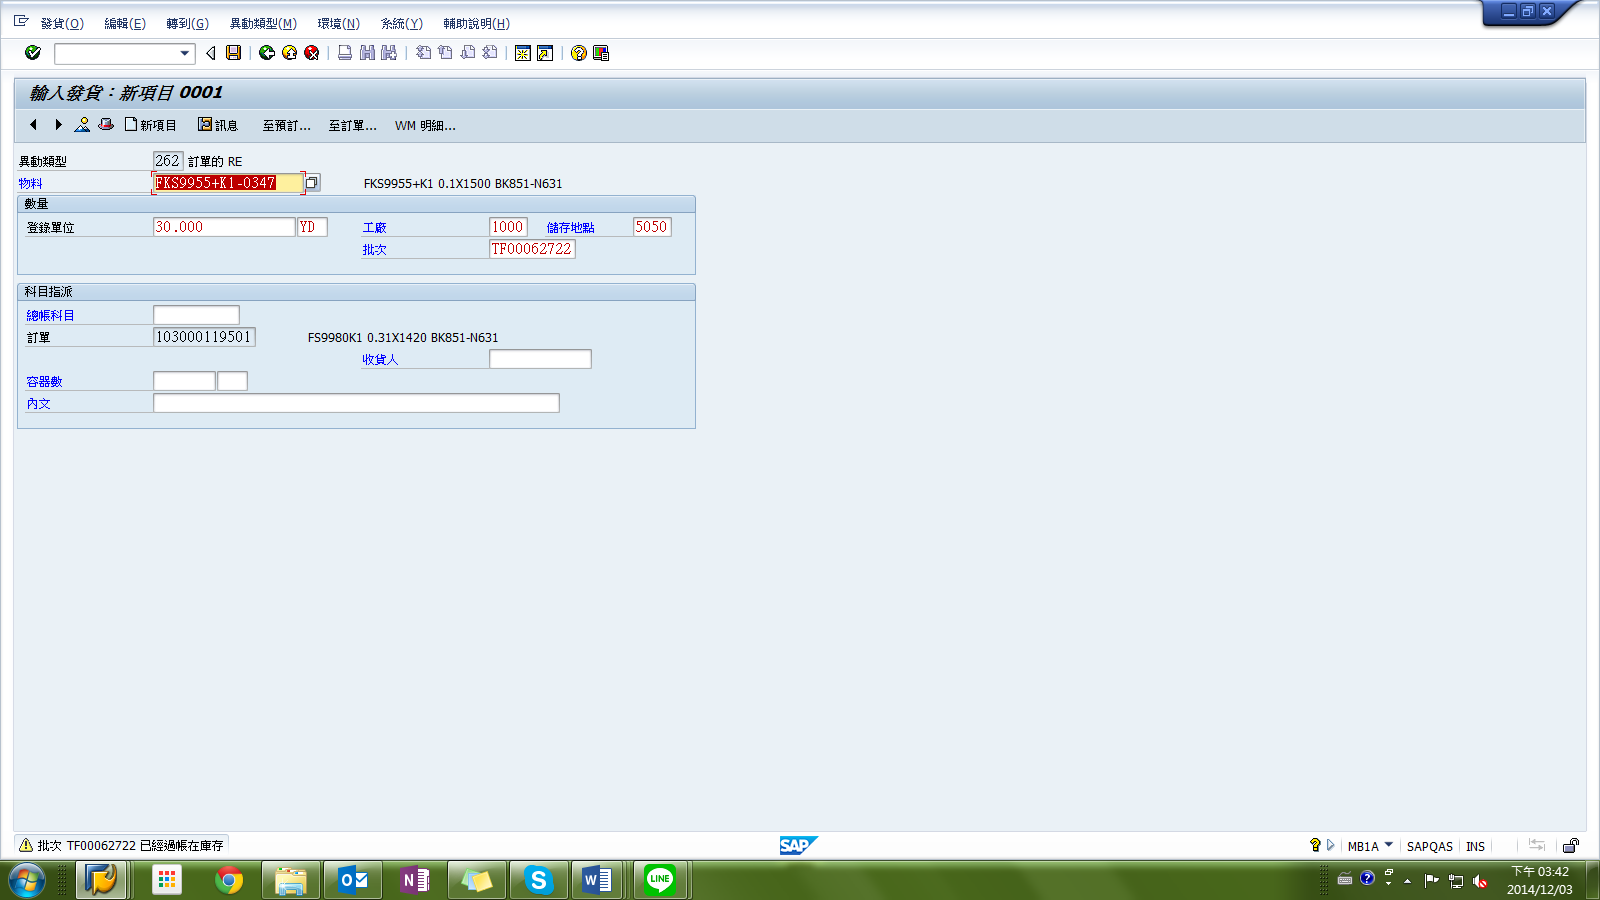 發貨(O) 編輯(E) 轉到(G) 異動類型(M) 環境(N) 系統(Y) 輔助說明(H)
輸入發貨：新項目 0001
新項目 訊息 至預訂... 至訂單... WM 明細...
異動類型 262 訂單的 RE
物料 FKS9955+K1-0347 FKS9955+K1 0.1X1500 BK851-N631
數量
登錄單位 30.000 YD 工廠 1000 儲存地點 5050
批次 TF00062722
科目指派
總帳科目
訂單 103000119501 FS9980K1 0.31X1420 BK851-N631
收貨人
容器數
內文
批次 TF00062722 已經過帳在庫存
SAP
MB1A SAPQAS INS
LINE
下午 03:42
2014/12/03